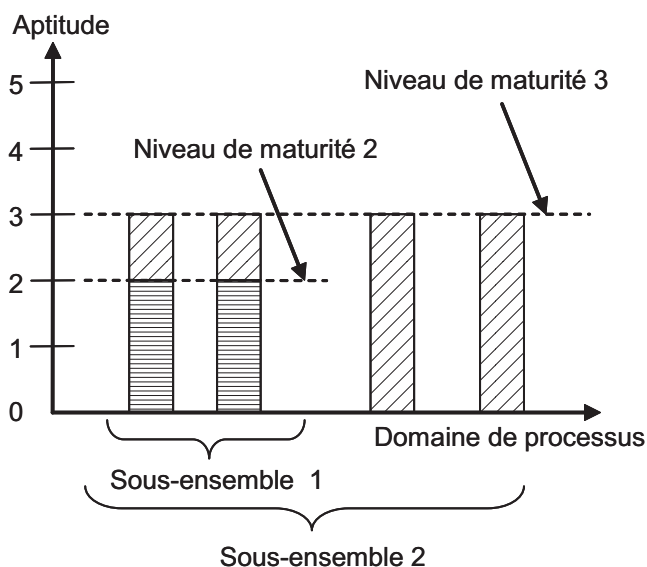 Aptitude
5
Niveau de maturité 3
4
Niveau de maturité 2
3
2
1
0
Domaine de processus
Sous-ensemble 1
Sous-ensemble 2